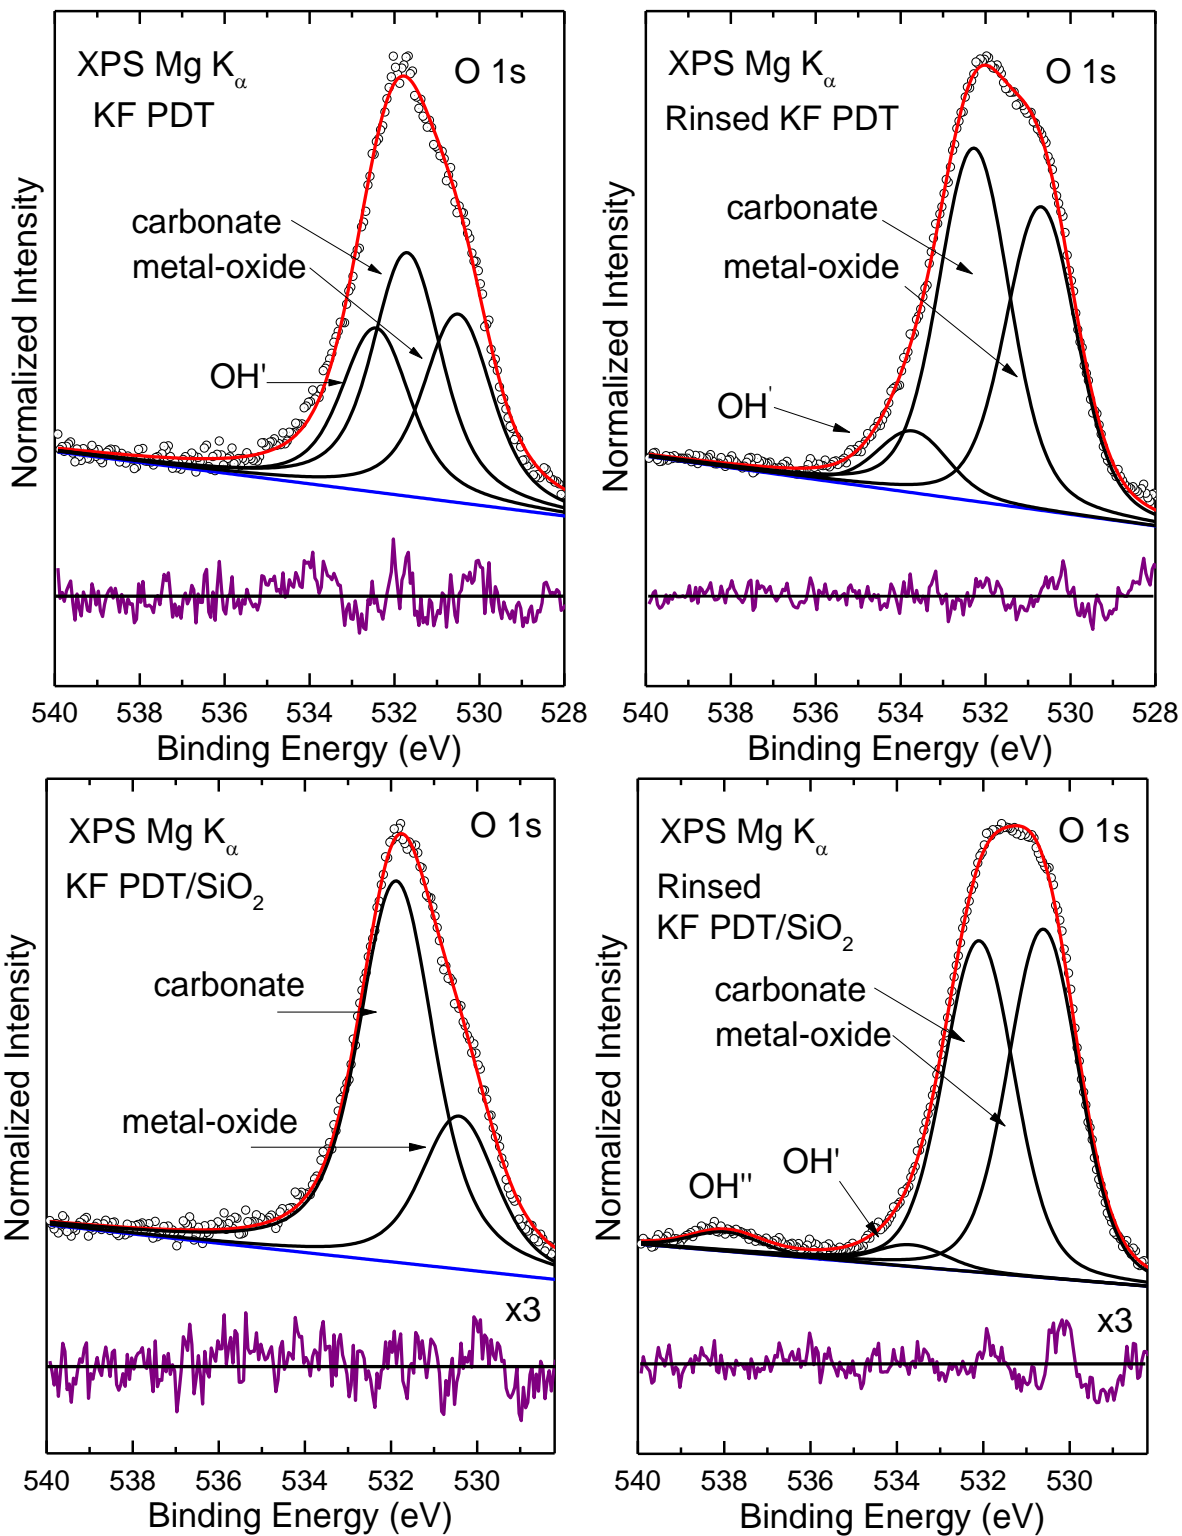 XPS Mg Kα
O 1s
KF PDT
carbonate
metal-oxide
OH'
Normalized Intensity
540 538 536 534 532 530 528
Binding Energy (eV)
XPS Mg Kα
O 1s
Rinsed KF PDT
carbonate
metal-oxide
OH'
Normalized Intensity
540 538 536 534 532 530 528
Binding Energy (eV)
XPS Mg Kα
O 1s
KF PDT/SiO2
carbonate
metal-oxide
Normalized Intensity
x3
540 538 536 534 532 530
Binding Energy (eV)
XPS Mg Kα
O 1s
Rinsed
KF PDT/SiO2
carbonate
metal-oxide
OH'
OH''
Normalized Intensity
x3
540 538 536 534 532 530
Binding Energy (eV)